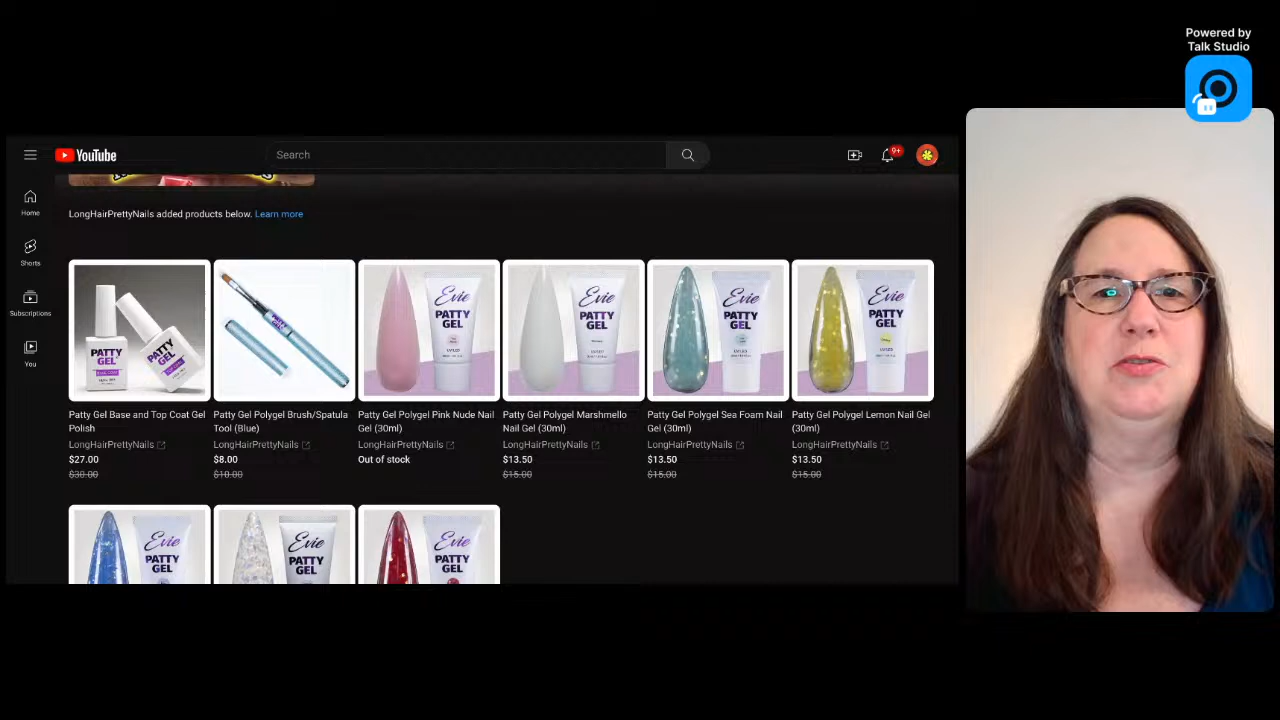 Powered by
Talk Studio
YouTube
Search
9+
Home
Shorts
Subscriptions
You
LongHairPrettyNails added products below. Learn more
PATTY GEL
PATTY GEL
Evie PATTY GEL
Evie PATTY GEL
Evie PATTY GEL
Evie PATTY GEL
Patty Gel Base and Top Coat Gel Polish
LongHairPrettyNails
$27.00
$30.00
Patty Gel Polygel Brush/Spatula Tool (Blue)
LongHairPrettyNails
$8.00
$10.00
Patty Gel Polygel Pink Nude Nail Gel (30ml)
LongHairPrettyNails
Out of stock
Patty Gel Polygel Marshmello Nail Gel (30ml)
LongHairPrettyNails
$13.50
$15.00
Patty Gel Polygel Sea Foam Nail Gel (30ml)
LongHairPrettyNails
$13.50
$15.00
Patty Gel Polygel Lemon Nail Gel (30ml)
LongHairPrettyNails
$13.50
$15.00
Evie PATTY GEL
Evie PATTY GEL
Evie PATTY GEL